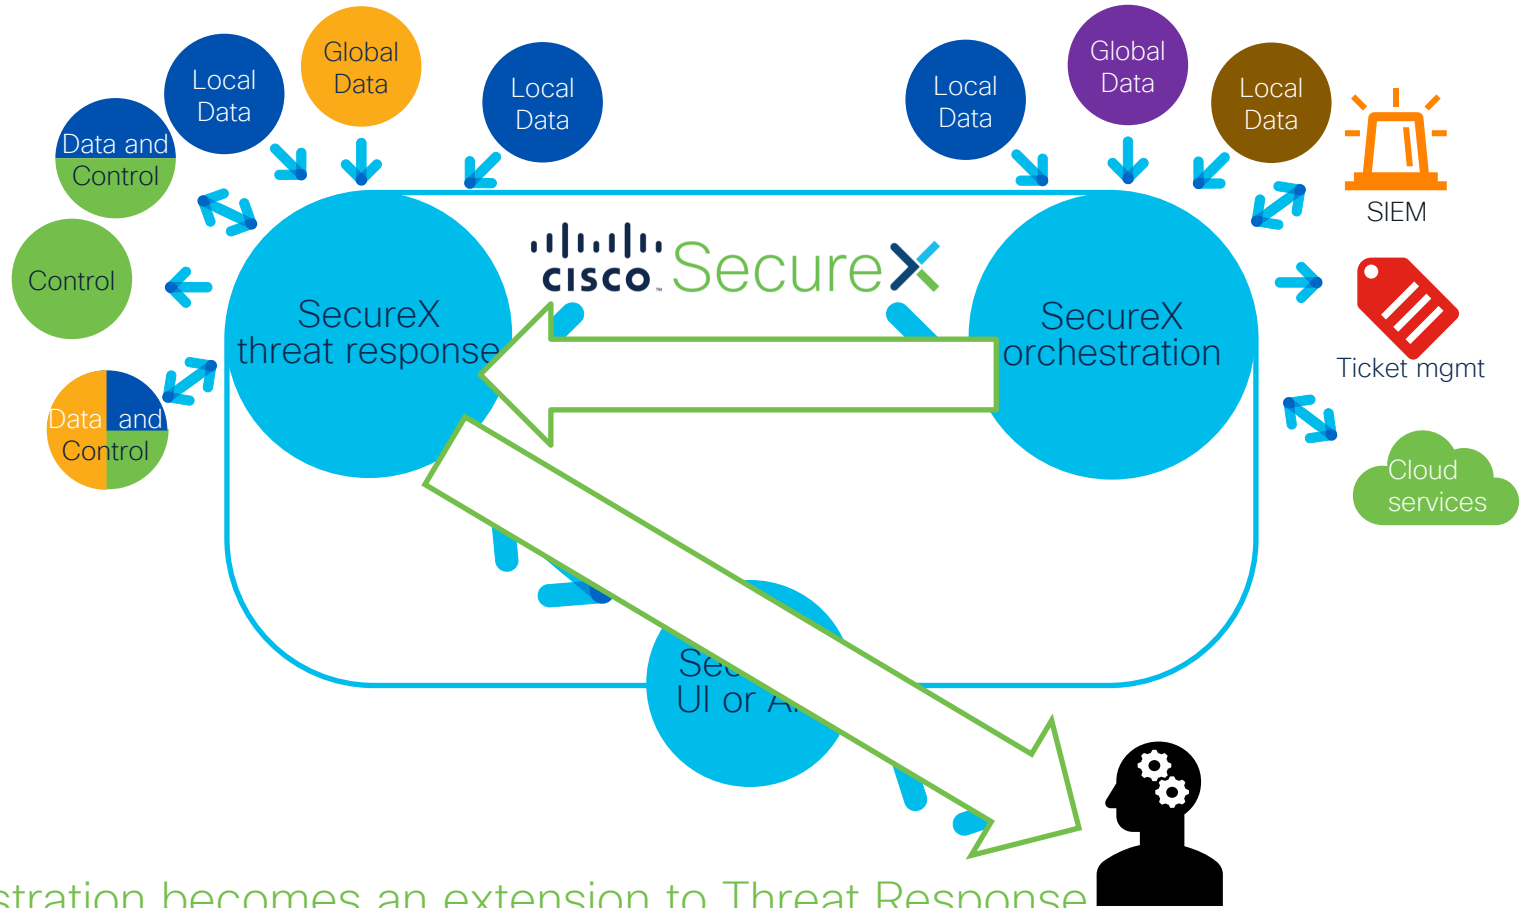 Global
Data
Local
Data
Local
Data
Data and
Control
Control
Data and
Control
Local
Data
Global
Data
Local
Data
SIEM
Ticket mgmt
Cloud
services
CISCO™ SecureX
SecureX
threat response
SecureX
orchestration
UI or
becomes an extension to Threat Response